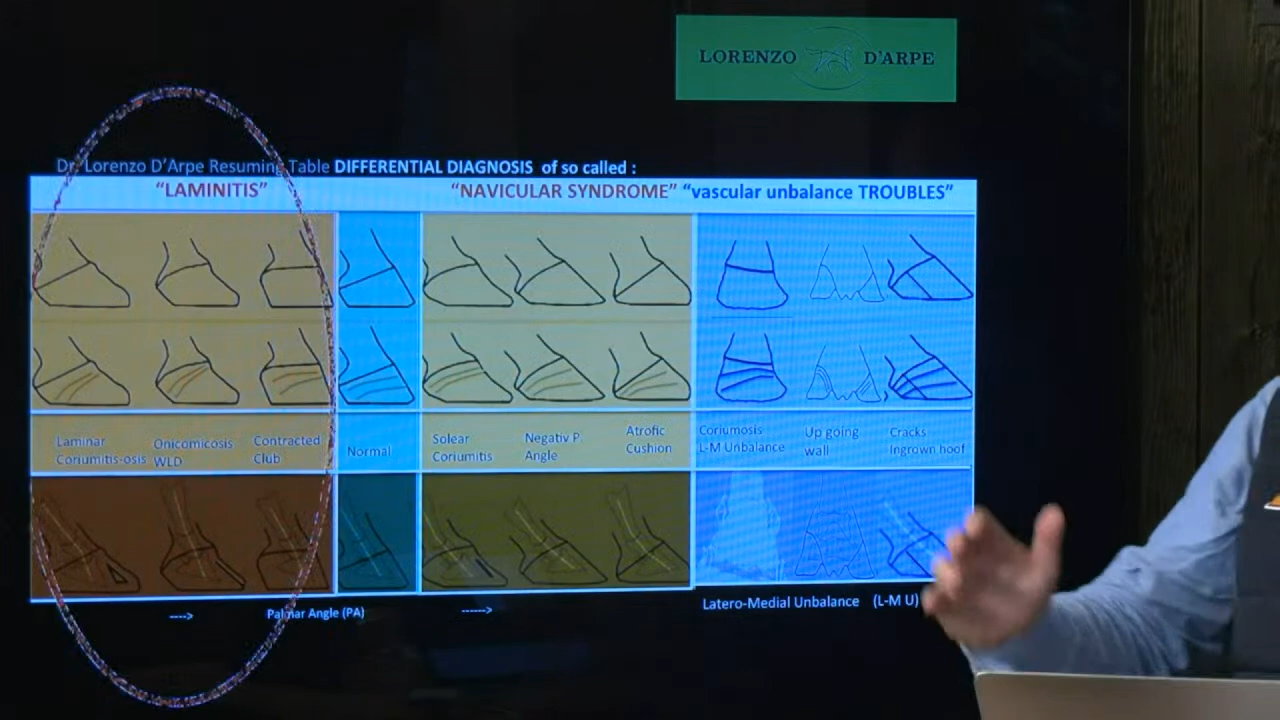 LORENZO D'ARPE
Dr. Lorenzo D'Arpe Resuming Table DIFFERENTIAL DIAGNOSIS of so called :
"LAMINITIS" "NAVICULAR SYNDROME" "vascular unbalance TROUBLES"
Laminar Coriumitis-osis
Onicomicosis WLD
Contracted Club
Normal
Solear Coriumitis
Negativ P. Angle
Atrofic Cushion
Coriumosis L-M Unbalance
Up going wall
Cracks Ingrown hoof
---> Palmar Angle (PA) ------> Latero-Medial Unbalance (L-M U)